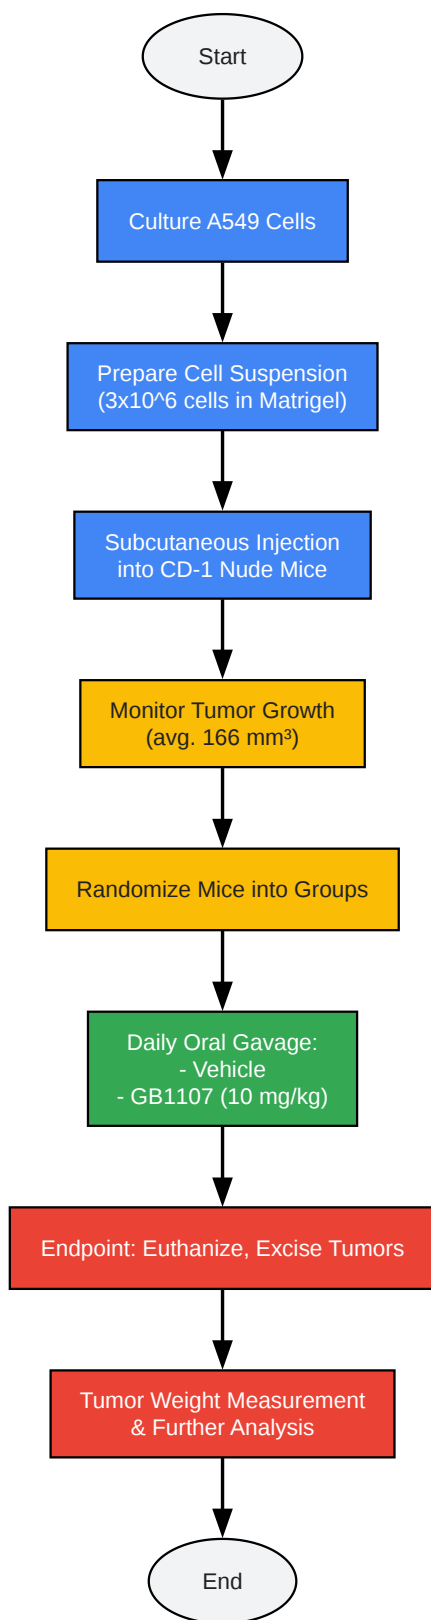 Start
Culture A549 Cells
Prepare Cell Suspension
(3x10^6 cells in Matrigel)
Subcutaneous Injection
into CD-1 Nude Mice
Monitor Tumor Growth
(avg. 166 mm³)
Randomize Mice into Groups
Daily Oral Gavage:
- Vehicle
- GB1107 (10 mg/kg)
Endpoint: Euthanize, Excise Tumors
Tumor Weight Measurement
& Further Analysis
End